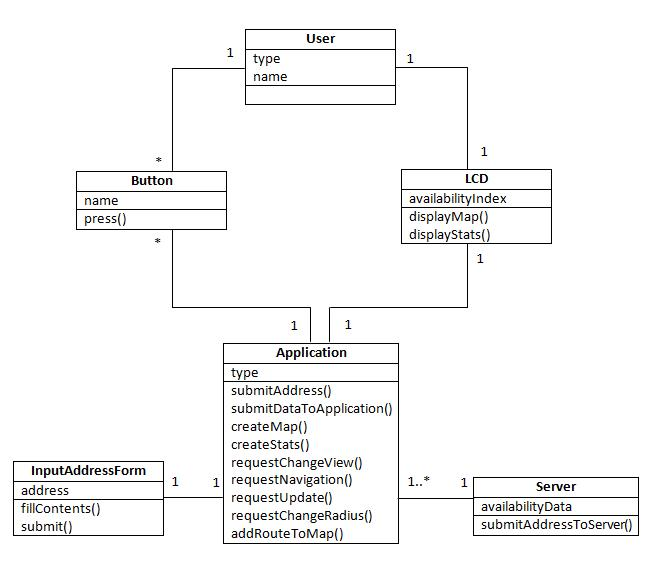 User
type
name
1
1
*
1
Button
name
press()
LCD
availabilityIndex
displayMap()
displayStats()
*
1
1
1
Application
type
submitAddress()
submitDataToApplication()
createMap()
createStats()
requestChangeView()
requestNavigation()
requestUpdate()
requestChangeRadius()
addRouteToMap()
InputAddressForm
address
fillContents()
submit()
1
1
1..*
1
Server
availabilityData
submitAddressToServer()